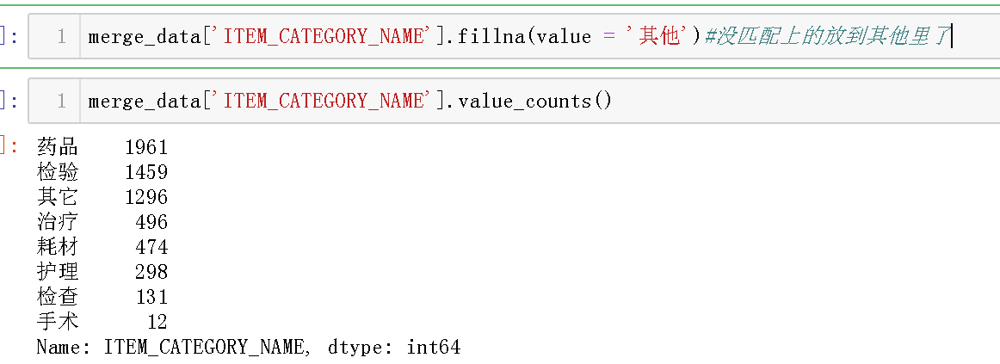 ]: 1 merge_data['ITEM_CATEGORY_NAME'].fillna(value = '其他')#没匹配上的放到其他里了
]: 1 merge_data['ITEM_CATEGORY_NAME'].value_counts()
]: 药品 1961
检验 1459
其它 1296
治疗 496
耗材 474
护理 298
检查 131
手术 12
Name: ITEM_CATEGORY_NAME, dtype: int64